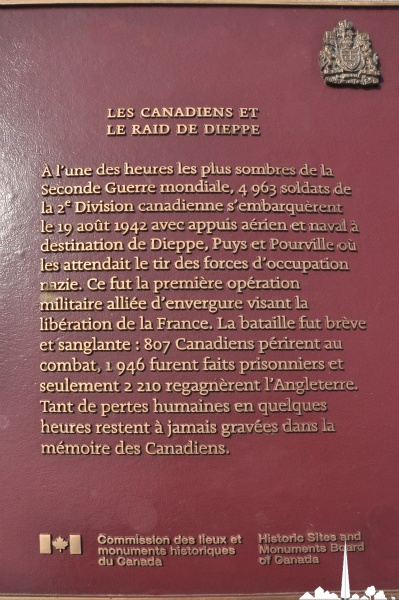 LES CANADIENS ET
LE RAID DE DIEPPE
À l'une des heures les plus sombres de la
Seconde Guerre mondiale, 4 963 soldats de
la 2e Division canadienne s'embarquèrent
le 19 août 1942 avec appuis aérien et naval à
destination de Dieppe, Puys et Pourville où
les attendait le tir des forces d'occupation
nazie. Ce fut la première opération
militaire alliée d'envergure visant la
libération de la France. La bataille fut brève
et sanglante : 807 Canadiens périrent au
combat, 1 946 furent faits prisonniers et
seulement 2 210 regagnèrent l'Angleterre.
Tant de pertes humaines en quelques
heures restent à jamais gravées dans la
mémoire des Canadiens.
Commission des lieux et
monuments historiques
du Canada
Historic Sites and
Monuments Board
of Canada